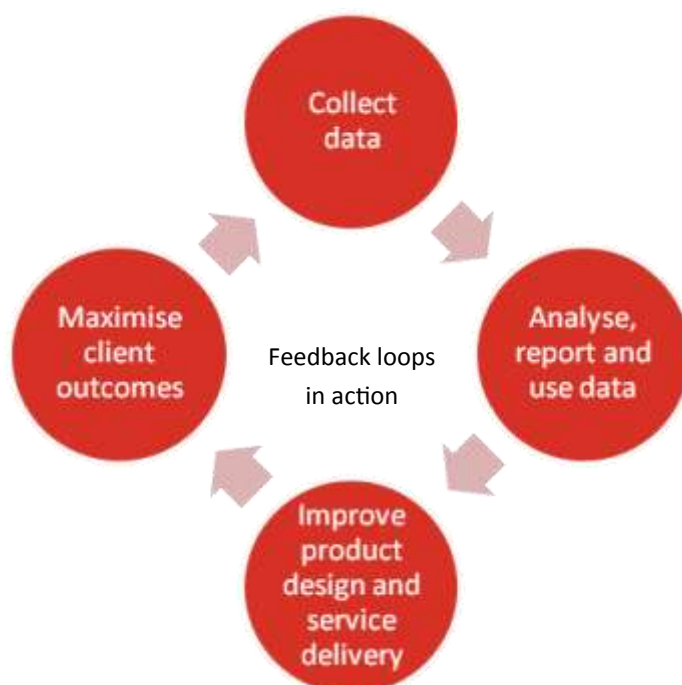 Collect
data
Maximise
client
outcomes
Feedback loops
in action
Analyse,
report and
use data
Improve
product
design and
service
delivery